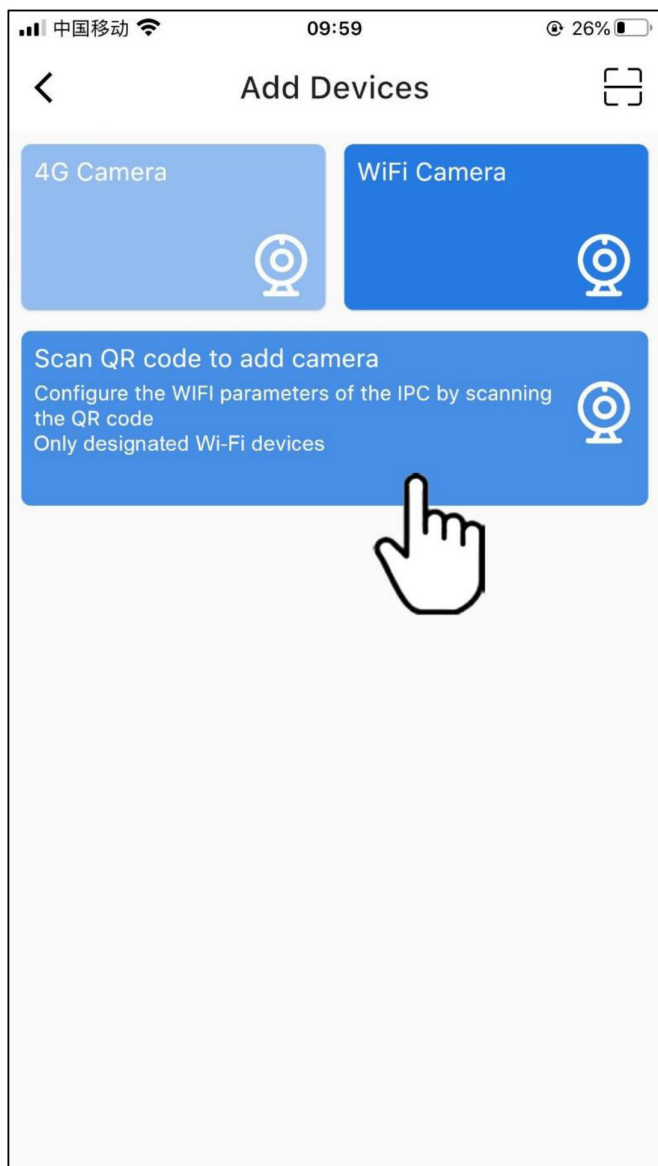 中国移动 09:59 26%
Add Devices
4G Camera
WiFi Camera
Scan QR code to add camera
Configure the WIFI parameters of the IPC by scanning
the QR code
Only designated Wi-Fi devices